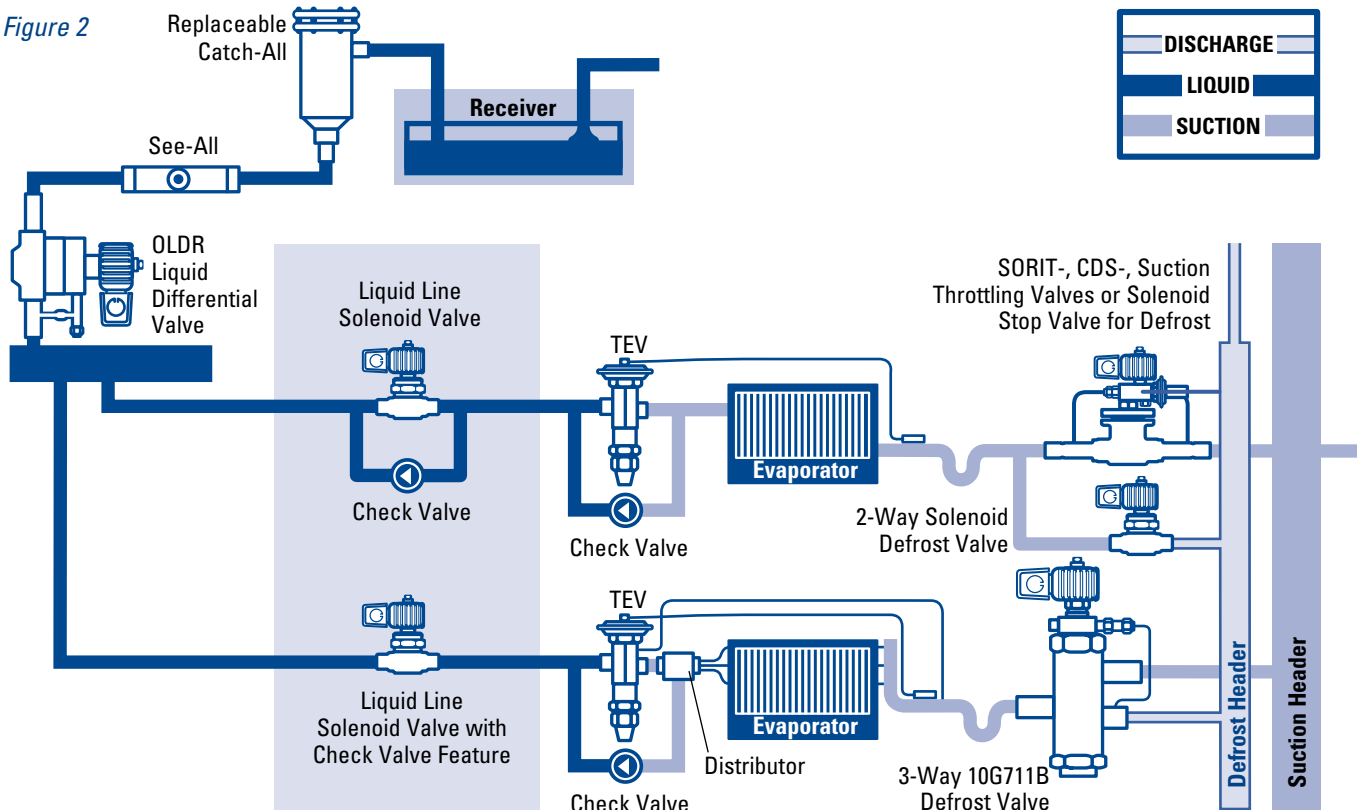 Figure 2
Replaceable
Catch-All
Receiver
See-All
DISCHARGE
LIQUID
SUCTION
OLDR
Liquid
Differential
Valve
Liquid Line
Solenoid Valve
TEV
SORIT-, CDS-, Suction
Throttling Valves or Solenoid
Stop Valve for Defrost
Evaporator
Check Valve
Check Valve
2-Way Solenoid
Defrost Valve
TEV
Liquid Line
Solenoid Valve with
Check Valve Feature
Evaporator
Distributor
Check Valve
3-Way 10G711B
Defrost Valve
Defrost Header
Suction Header